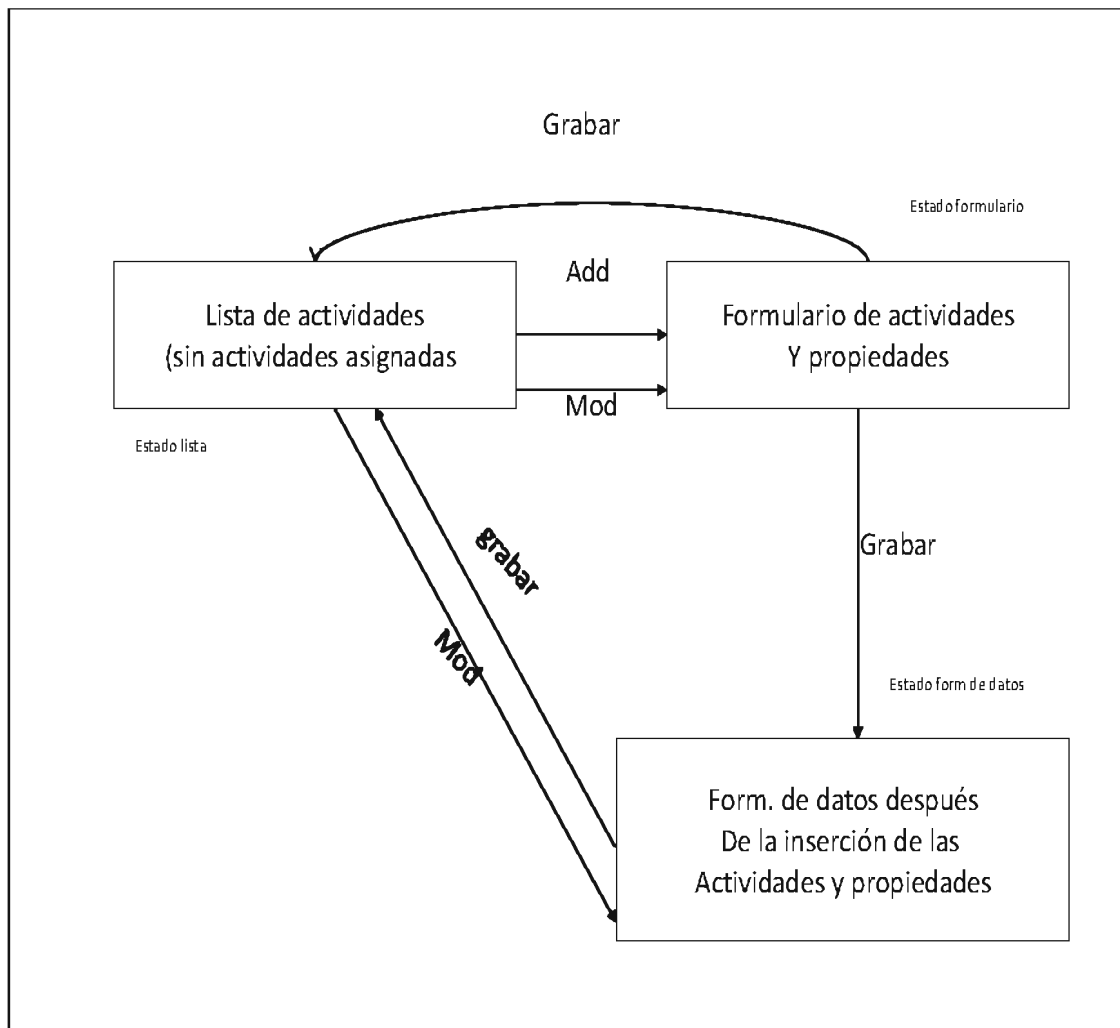 Grabar
Estado formulario
Add
Lista de actividades
(sin actividades asignadas
Formulario de actividades
Y propiedades
Mod
Estado lista
grabar
Grabar
Mod
Estado form de datos
Form. de datos después
De la inserción de las
Actividades y propiedades